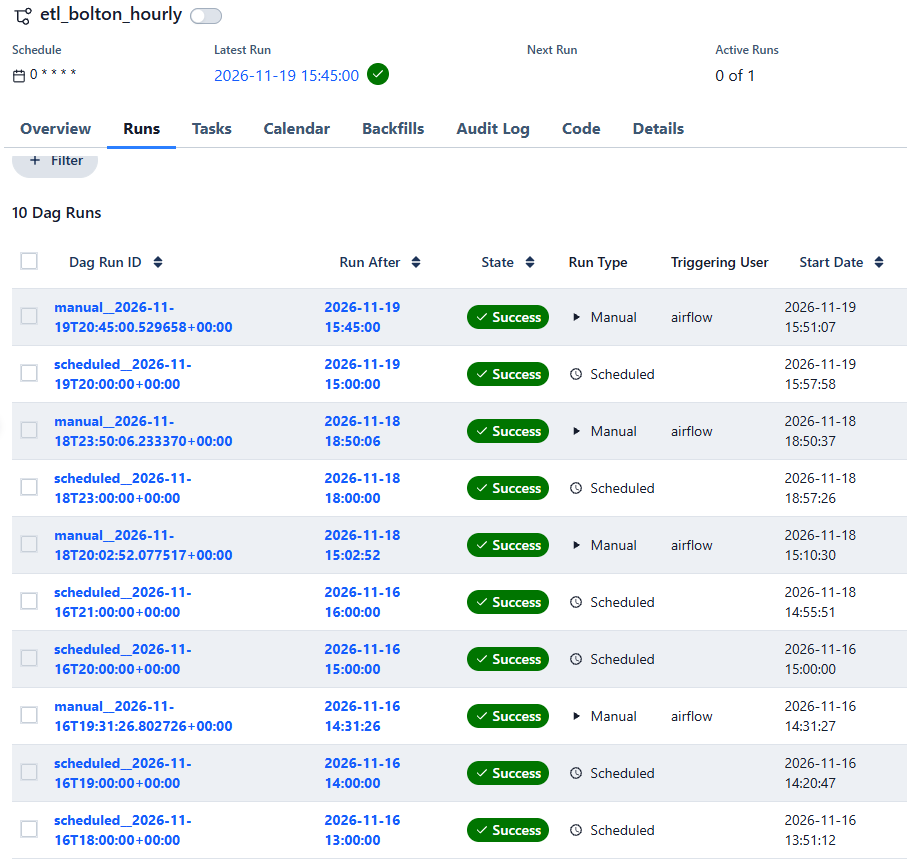 etl_bolton_hourly
Schedule Latest Run Next Run Active Runs
0 * * * * 2026-11-19 15:45:00 0 of 1
Overview Runs Tasks Calendar Backfills Audit Log Code Details
+ Filter
10 Dag Runs
Dag Run ID Run After State Run Type Triggering User Start Date
manual__2026-11-
19T20:45:00.529658+00:00
2026-11-19
15:45:00
Success
Manual
airflow
2026-11-19
15:51:07
scheduled__2026-11-
19T20:00:00+00:00
2026-11-19
15:00:00
Success
Scheduled
2026-11-19
15:57:58
manual__2026-11-
18T23:50:06.233370+00:00
2026-11-18
18:50:06
Success
Manual
airflow
2026-11-18
18:50:37
scheduled__2026-11-
18T23:00:00+00:00
2026-11-18
18:00:00
Success
Scheduled
2026-11-18
18:57:26
manual__2026-11-
18T20:02:52.077517+00:00
2026-11-18
15:02:52
Success
Manual
airflow
2026-11-18
15:10:30
scheduled__2026-11-
16T21:00:00+00:00
2026-11-16
16:00:00
Success
Scheduled
2026-11-18
14:55:51
scheduled__2026-11-
16T20:00:00+00:00
2026-11-16
15:00:00
Success
Scheduled
2026-11-16
15:00:00
manual__2026-11-
16T19:31:26.802726+00:00
2026-11-16
14:31:26
Success
Manual
airflow
2026-11-16
14:31:27
scheduled__2026-11-
16T19:00:00+00:00
2026-11-16
14:00:00
Success
Scheduled
2026-11-16
14:20:47
scheduled__2026-11-
16T18:00:00+00:00
2026-11-16
13:00:00
Success
Scheduled
2026-11-16
13:51:12